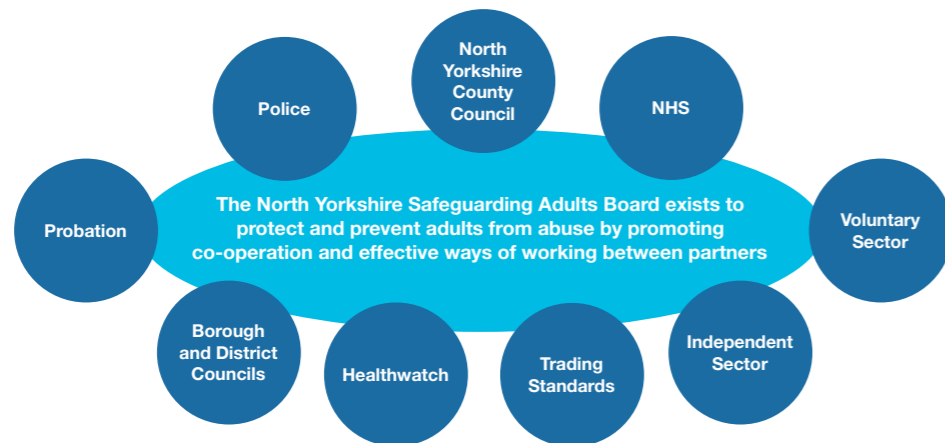 North
Yorkshire
County
Council
Police
NHS
Probation
The North Yorkshire Safeguarding Adults Board exists to
protect and prevent adults from abuse by promoting
co-operation and effective ways of working between partners
Voluntary
Sector
Borough
and District
Councils
Healthwatch
Trading
Standards
Independent
Sector